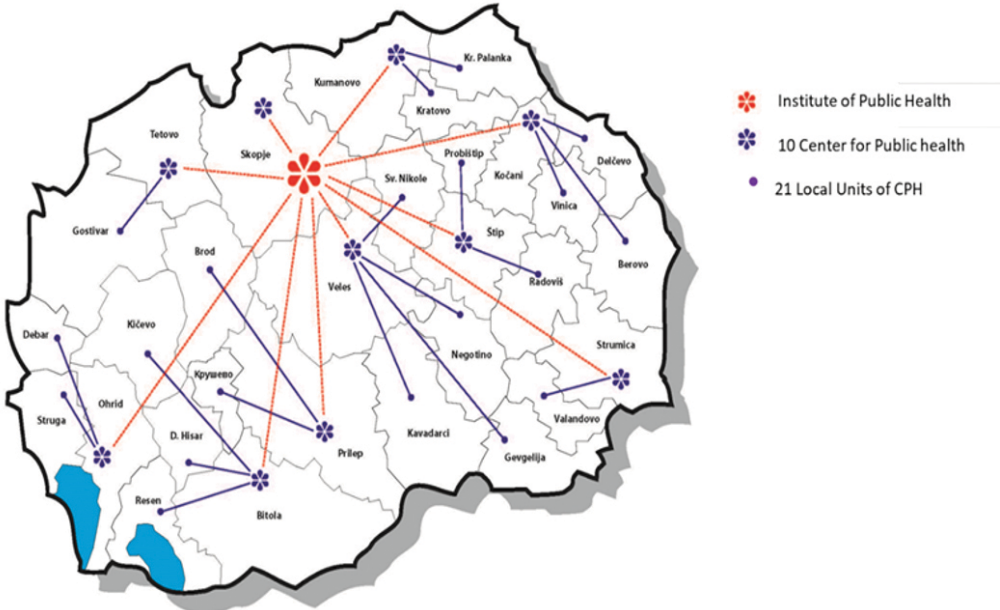 Kr. Palanka
Kumanovo
Kratovo
Tetovo
Skopje
Probištip
Delčevo
Sv. Nikole
Kočani
Vinica
Gostivar
Štip
Brod
Berovo
Radoviš
Veles
Kičevo
Debar
Strumica
Negotino
Крушево
Ohrid
Struga
Valandovo
D. Hisar
Kavadarci
Prilep
Gevgelija
Resen
Bitola
Institute of Public Health
10 Center for Public health
21 Local Units of CPH